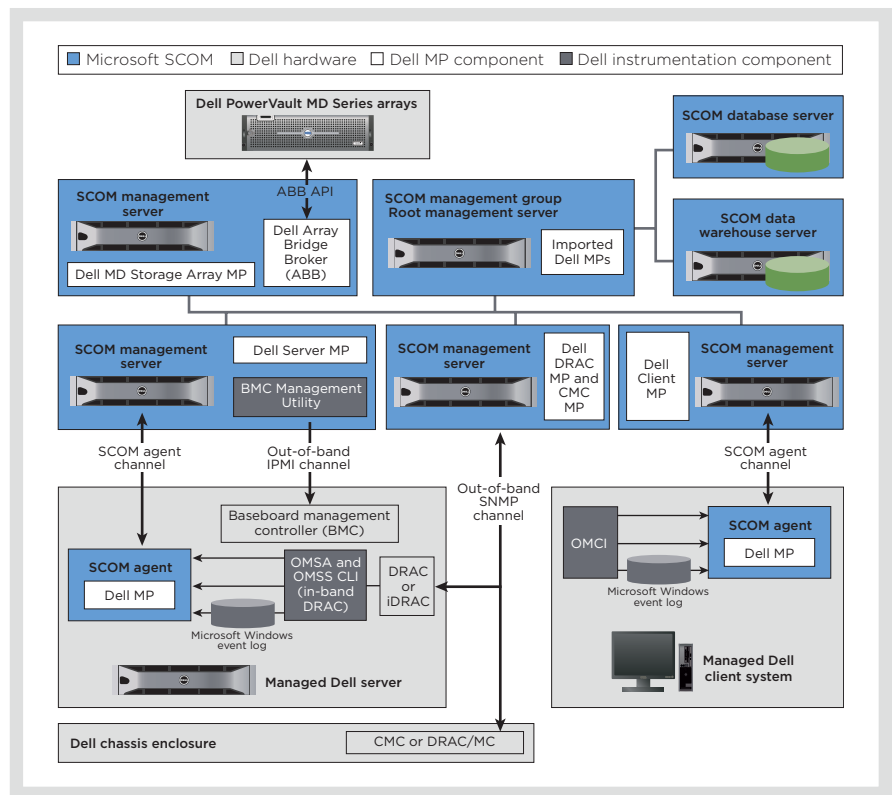 Microsoft SCOM
Dell hardware
Dell MP component
Dell instrumentation component
Dell PowerVault MD Series arrays
ABB API
SCOM management
server
Dell MD Storage Array MP
Dell Array
Bridge
Broker
(ABB)
SCOM management group
Root management server
Imported
Dell MPs
SCOM database server
SCOM data
warehouse server
SCOM management
server
Dell Server MP
BMC Management
Utility
SCOM management
server
Dell
DRAC
MP and
CMC
MP
Dell
Client
MP
SCOM management
server
SCOM agent
channel
Out-of-band
IPMI channel
Out-of-band
SNMP
channel
SCOM agent
channel
Baseboard management
controller (BMC)
SCOM agent
Dell MP
OMSA and
OMSS CLI
(in-band
DRAC)
DRAC
or
iDRAC
Microsoft Windows
event log
Managed Dell server
OMCI
SCOM agent
Dell MP
Microsoft Windows
event log
Managed Dell
client system
Dell chassis enclosure
CMC or DRAC/MC